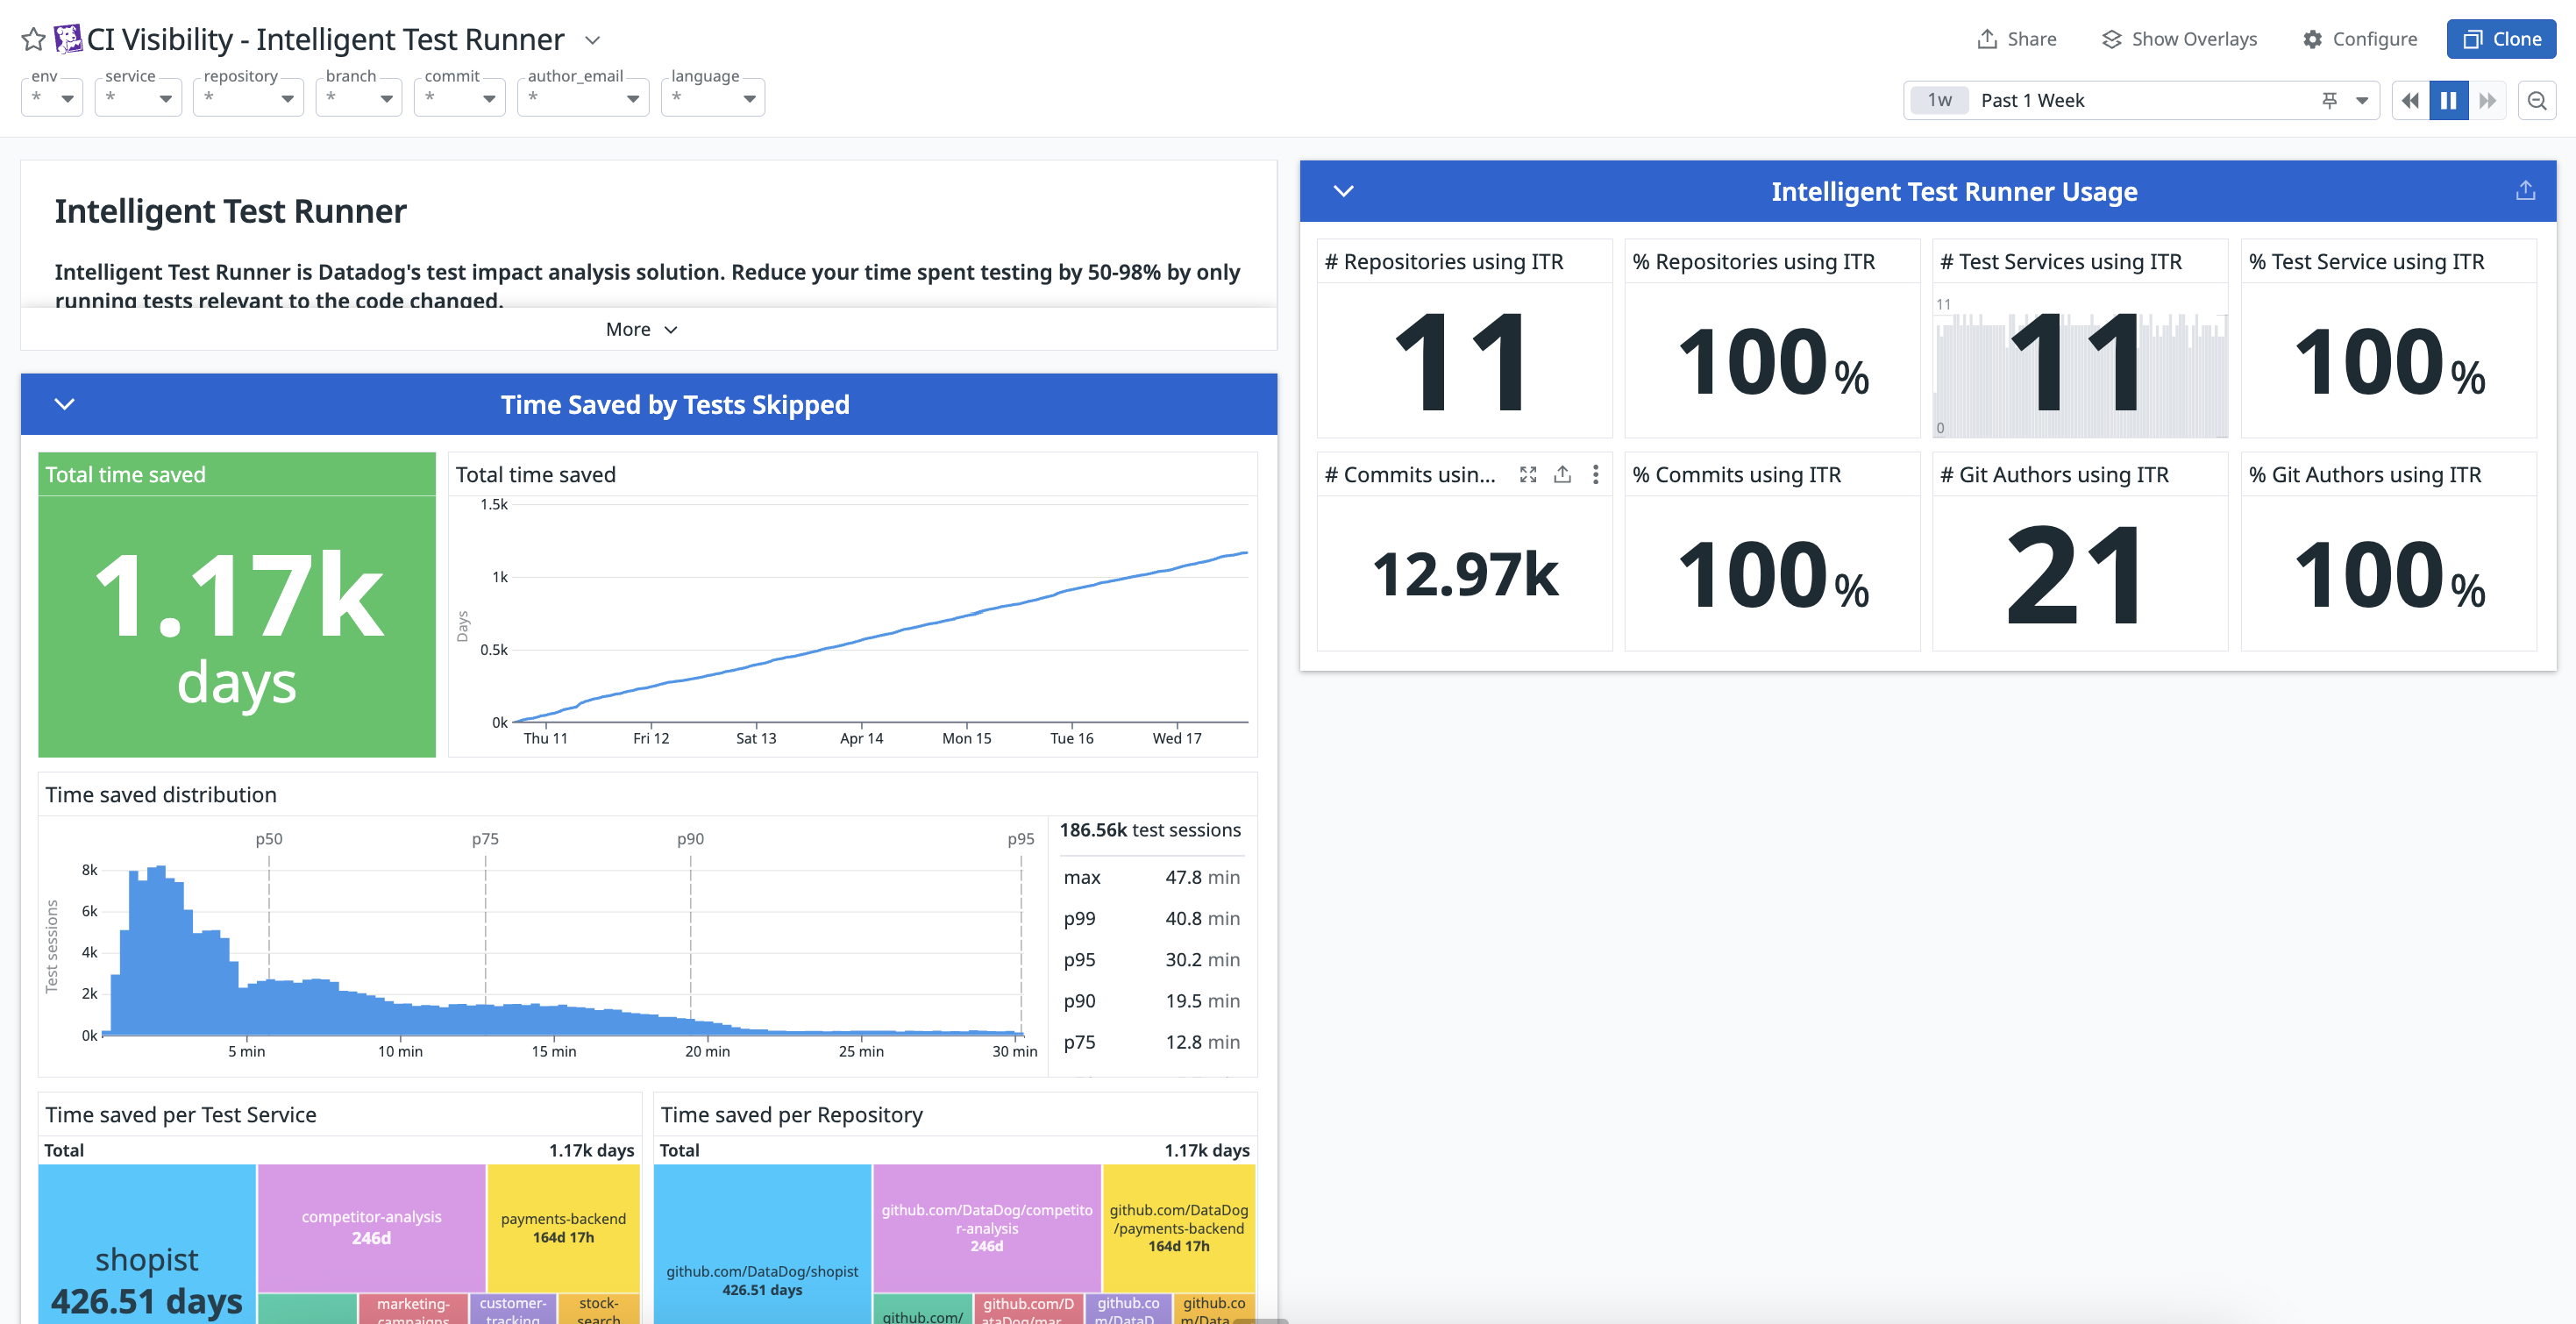 CI Visibility - Intelligent Test Runner
Share
Show Overlays
Configure
Clone
env
service
repository
branch
commit
author_email
language
*
*
*
*
*
*
*
1w
Past 1 Week
Intelligent Test Runner
Intelligent Test Runner is Datadog's test impact analysis solution. Reduce your time spent testing by 50-98% by only
running tests relevant to the code changed.
More
Time Saved by Tests Skipped
Total time saved
1.17k
days
Total time saved
1.5k
1k
0.5k
0k
Days
Thu 11
Fri 12
Sat 13
Apr 14
Mon 15
Tue 16
Wed 17
Time saved distribution
p50
p75
p90
p95
8k
6k
4k
2k
0k
Test sessions
5 min
10 min
15 min
20 min
25 min
30 min
186.56k test sessions
max 47.8 min
p99 40.8 min
p95 30.2 min
p90 19.5 min
p75 12.8 min
Time saved per Test Service
Total 1.17k days
shopist
426.51 days
competitor-analysis
246d
payments-backend
164d 17h
marketing-
campaigns
customer-
tracking
stock-
search
Time saved per Repository
Total 1.17k days
github.com/DataDog/shopist
426.51 days
github.com/DataDog/competito
r-analysis
246d
github.com/DataDog
/payments-backend
164d 17h
github.com/
github.com/D
ataDog/mar
github.co
m/DataD
github.co
m/Data
Intelligent Test Runner Usage
# Repositories using ITR
11
% Repositories using ITR
100%
# Test Services using ITR
11
11
0
% Test Service using ITR
100%
# Commits usin...
12.97k
% Commits using ITR
100%
# Git Authors using ITR
21
% Git Authors using ITR
100%